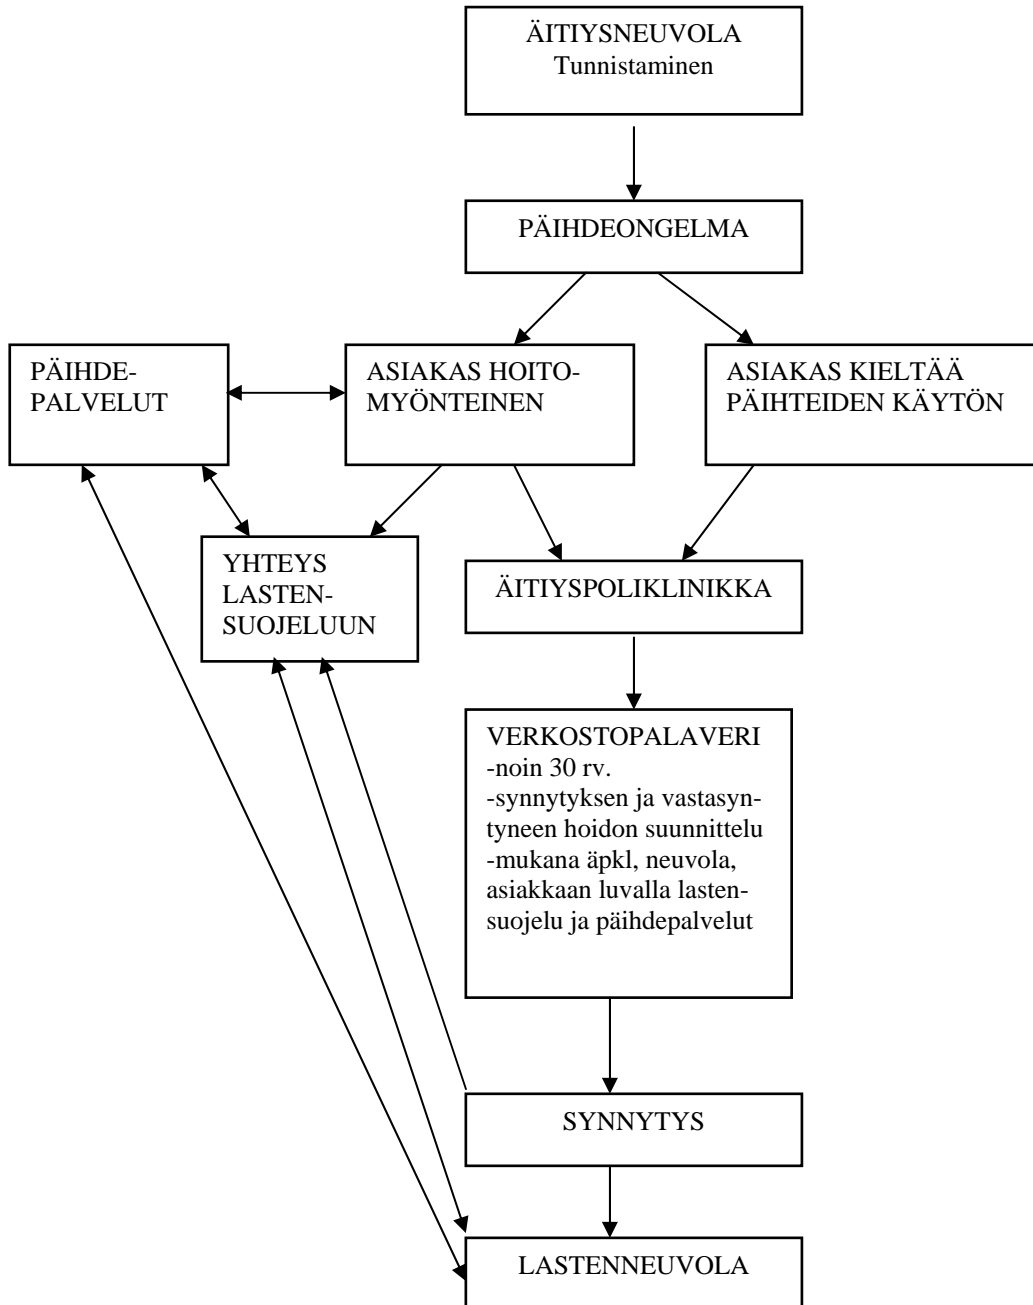 ÄITIYSNEUVOLA
Tunnistaminen
PÄIHDEONGELMA
PÄIHDE-
PALVELUT
ASIAKAS HOITO-
MYÖNTEINEN
ASIAKAS KIELTÄÄ
PÄIHTEIDEN KÄYTÖN
YHTEYS
LASTEN-
SUOJELUUN
ÄITIYSPOLIKLINIKKA
VERKOSTOPALAVERI
-noin 30 rv.
-synnytyksen ja vastasyn-
tyneen hoidon suunnittelu
-mukana äpkl, neuvola,
asiakkaan luvalla lasten-
suojelu ja päihdepalvelut
SYNNYTYS
LASTENNEUVOLA